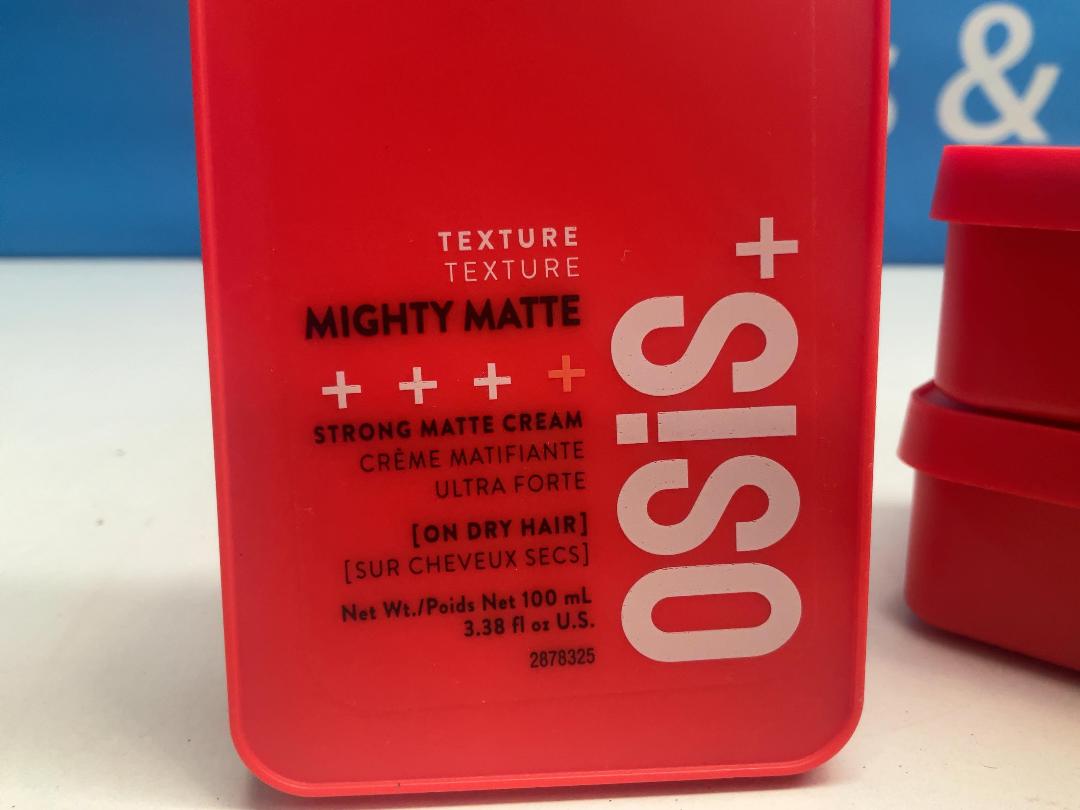 &
TEXTURE
TEXTURE
MIGHTY MATTE
+ + + +
STRONG MATTE CREAM
CRÈME MATIFIANTE
ULTRA FORTE
[ON DRY HAIR]
[SUR CHEVEUX SECS]
Net Wt./Poids Net 100 mL
3.38 fl oz U.S.
2878325
OSiS+